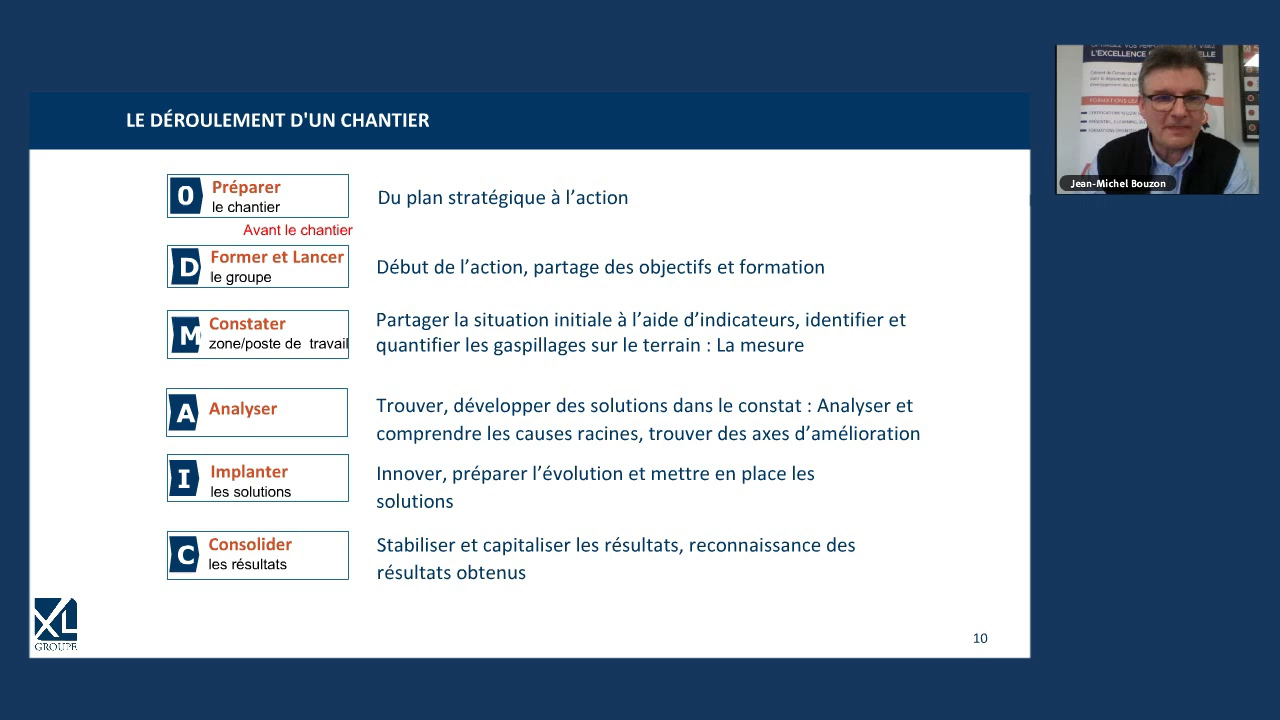 LE DÉROULEMENT D'UN CHANTIER
0 Préparer
le chantier
Du plan stratégique à l’action
Avant le chantier
D Former et Lancer
le groupe
Début de l’action, partage des objectifs et formation
M Constater
zone/poste de travail
Partager la situation initiale à l’aide d’indicateurs, identifier et
quantifier les gaspillages sur le terrain : La mesure
A Analyser
Trouver, développer des solutions dans le constat : Analyser et
comprendre les causes racines, trouver des axes d’amélioration
I Implanter
les solutions
Innover, préparer l’évolution et mettre en place les
solutions
C Consolider
les résultats
Stabiliser et capitaliser les résultats, reconnaissance des
résultats obtenus
XL
GROUPE
10
L'EXCELLENCE
FORMATIONS
Jean-Michel Bouzon